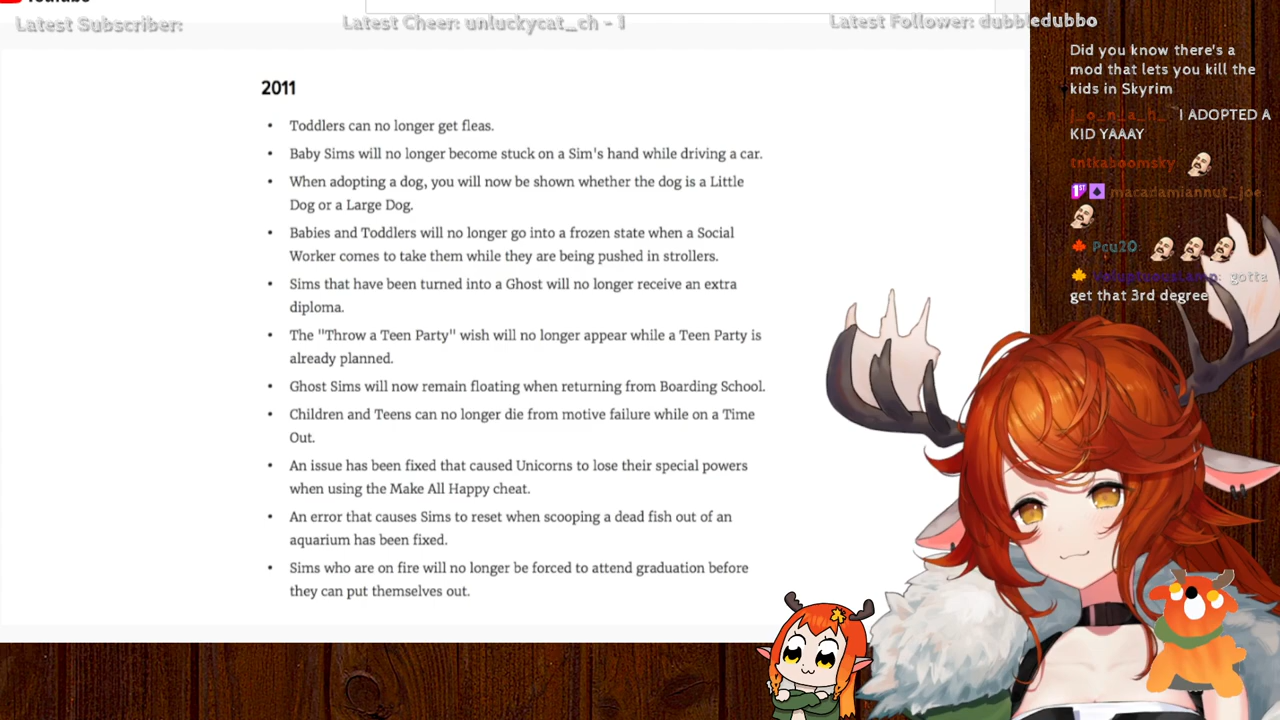 Latest Subscriber:
Latest Cheer: unluckycat_ch - 1
Latest Follower: dubbledubbo
2011
• Toddlers can no longer get fleas.
• Baby Sims will no longer become stuck on a Sim's hand while driving a car.
• When adopting a dog, you will now be shown whether the dog is a Little
Dog or a Large Dog.
• Babies and Toddlers will no longer go into a frozen state when a Social
Worker comes to take them while they are being pushed in strollers.
• Sims that have been turned into a Ghost will no longer receive an extra
diploma.
• The "Throw a Teen Party" wish will no longer appear while a Teen Party is
already planned.
• Ghost Sims will now remain floating when returning from Boarding School.
• Children and Teens can no longer die from motive failure while on a Time
Out.
• An issue has been fixed that caused Unicorns to lose their special powers
when using the Make All Happy cheat.
• An error that causes Sims to reset when scooping a dead fish out of an
aquarium has been fixed.
• Sims who are on fire will no longer be forced to attend graduation before
they can put themselves out.
Did you know there's a
mod that lets you kill the
kids in Skyrim
j_o_n_a_h_ I ADOPTED A
KID YAAAY
tntkaboomsky
1ST macadamiannut_joe
Pcu20
gotta
get that 3rd degree